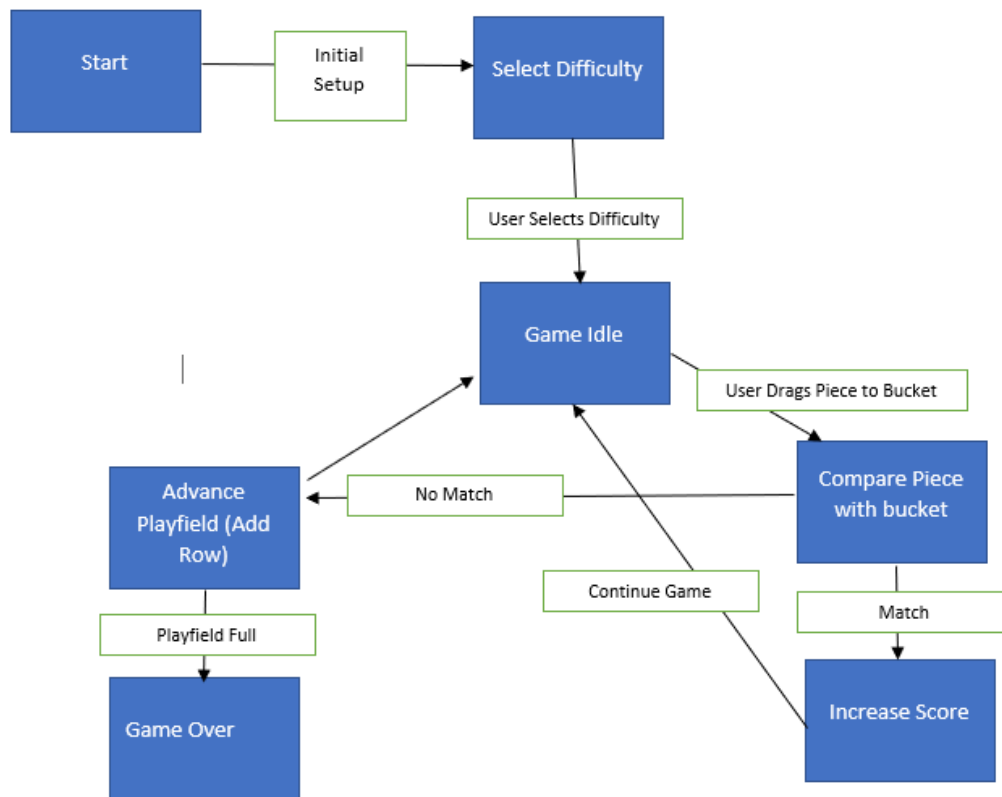 Start
Initial
Setup
Select Difficulty
User Selects Difficulty
Game Idle
User Drags Piece to Bucket
Advance
Playfield (Add
Row)
No Match
Compare Piece
with bucket
Continue Game
Match
Playfield Full
Game Over
Increase Score